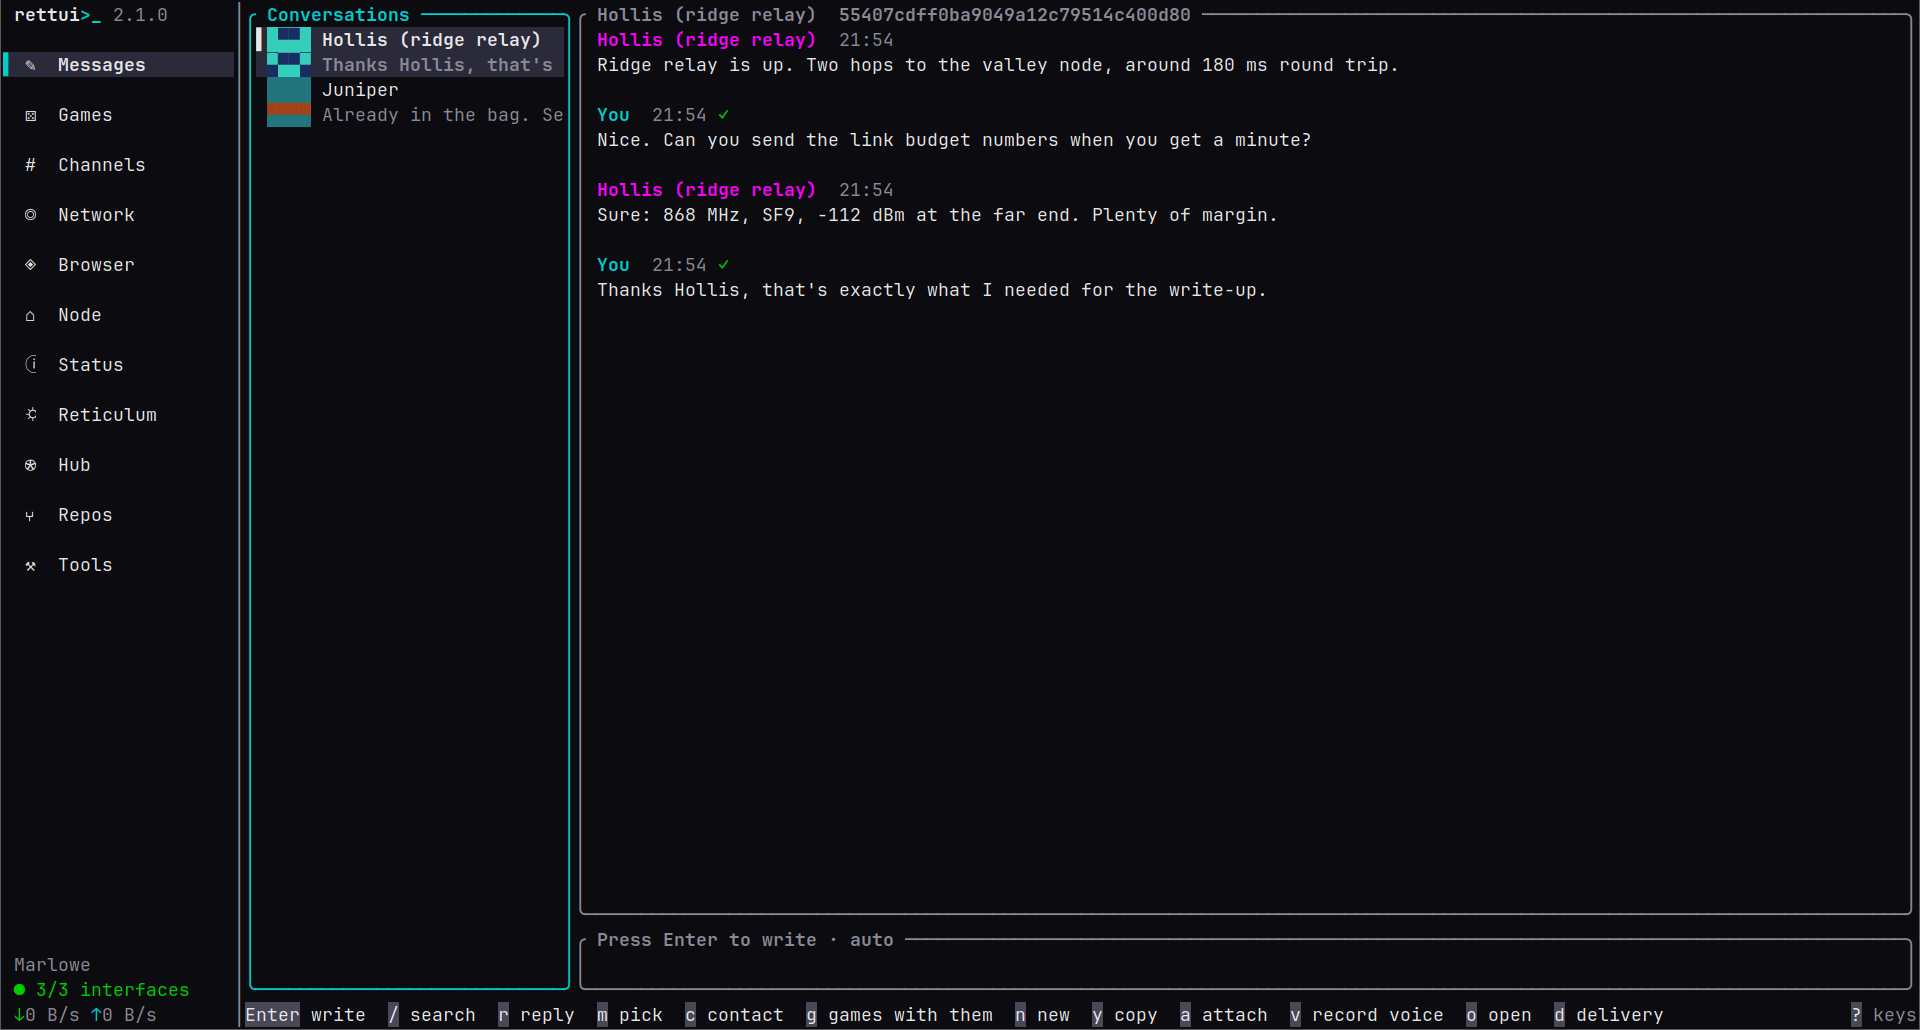 rettui>_ 2.1.0
✎ Messages
⚄ Games
# Channels
◎ Network
◈ Browser
⌂ Node
ⓘ Status
Reticulum
Hub
Repos
⚒ Tools
Marlowe
● 3/3 interfaces
↓0 B/s ↑0 B/s
Conversations
Hollis (ridge relay)
Thanks Hollis, that's
Juniper
Already in the bag. Se
Hollis (ridge relay) 55407cdff0ba9049a12c79514c400d80
Hollis (ridge relay) 21:54
Ridge relay is up. Two hops to the valley node, around 180 ms round trip.
You 21:54 ✓
Nice. Can you send the link budget numbers when you get a minute?
Hollis (ridge relay) 21:54
Sure: 868 MHz, SF9, -112 dBm at the far end. Plenty of margin.
You 21:54 ✓
Thanks Hollis, that's exactly what I needed for the write-up.
Press Enter to write · auto
Enter write / search r reply m pick c contact g games with them n new y copy a attach v record voice o open d delivery ? keys